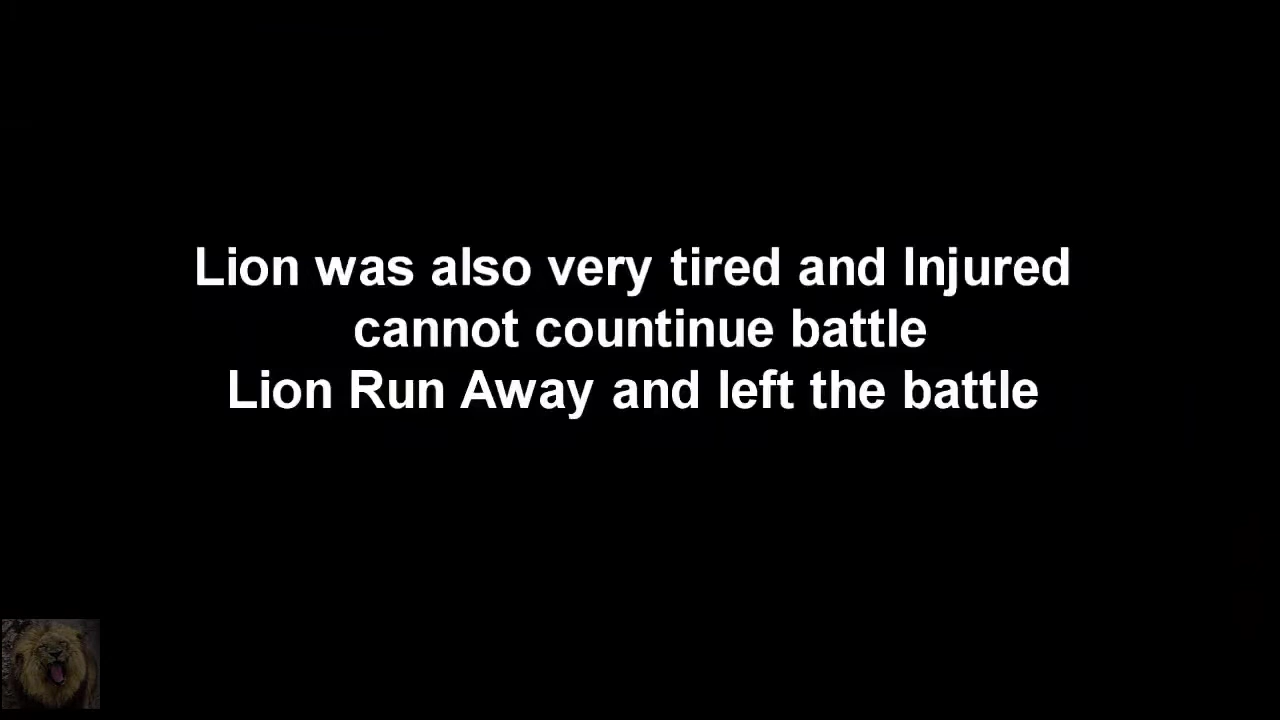 Lion was also very tired and Injured
cannot countinue battle
Lion Run Away and left the battle